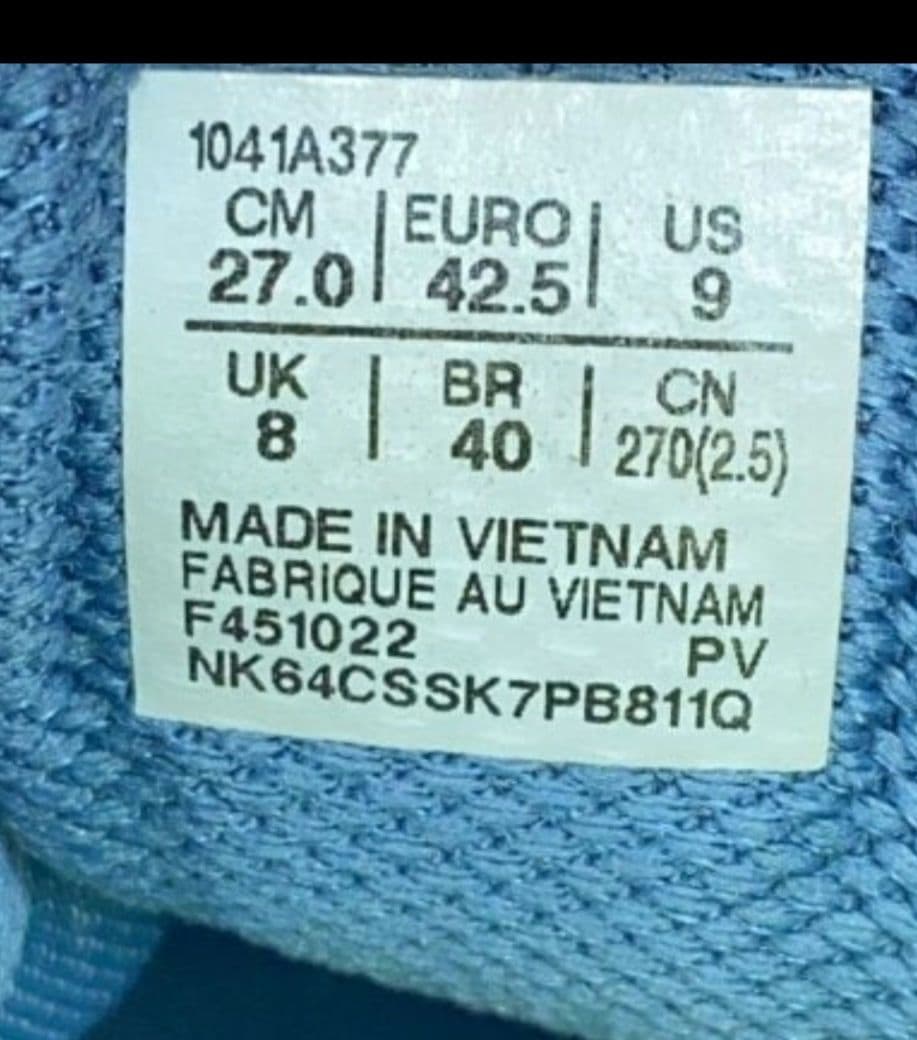 1041A377
CM | EURO | US
27.0 | 42.5 | 9
UK | BR | CN
8 | 40 | 270(2.5)
MADE IN VIETNAM
FABRIQUE AU VIETNAM
F451022 PV
NK64CSSK7PB811Q